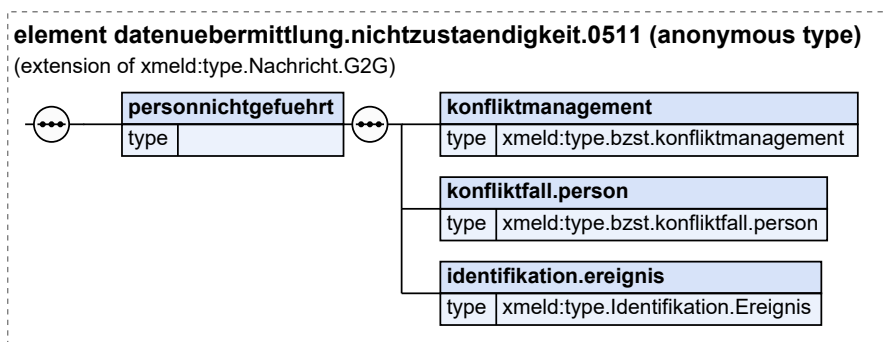 element datenuebermittlung.nichtzustaendigkeit.0511 (anonymous type)
(extension of xmeld:type.Nachricht.G2G)
personnichtgefuehrt
type
konfliktmanagement
type xmeld:type.bzst.konfliktmanagement
konfliktfall.person
type xmeld:type.bzst.konfliktfall.person
identifikation.ereignis
type xmeld:type.Identifikation.Ereignis